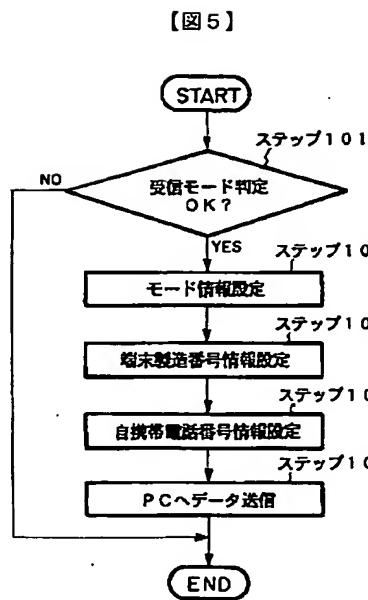 【図5】
START
ステップ101
受信モード判定
OK?
NO
YES
ステップ10
モード情報設定
ステップ10
端末製造番号情報設定
ステップ10
自携帯電話番号情報設定
ステップ10
PCへデータ送信
END